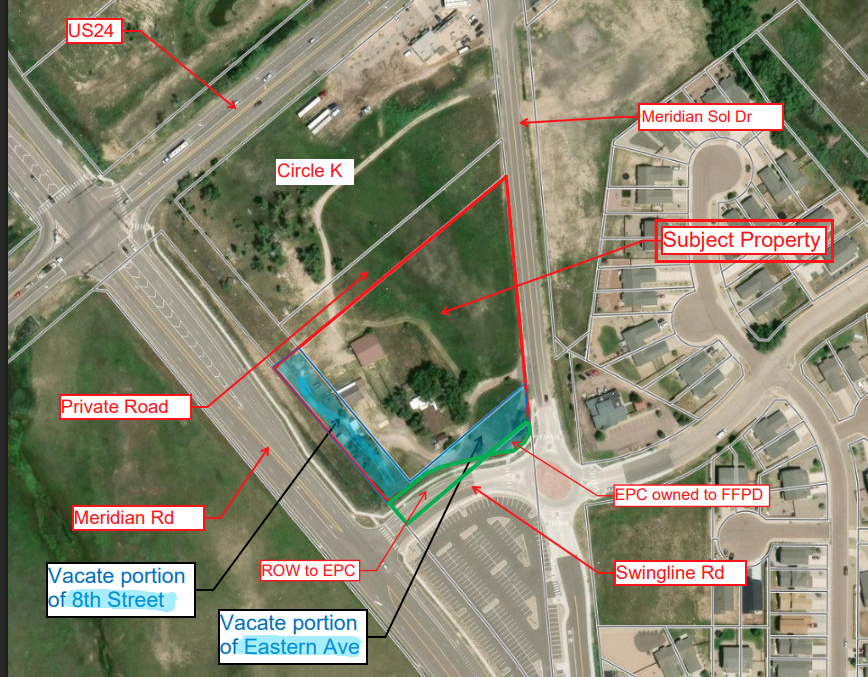 US24
Meridian Sol Dr
Circle K
Subject Property
Private Road
EPC owned to FFPD
Meridian Rd
ROW to EPC
Swingline Rd
Vacate portion
of 8th Street
Vacate portion
of Eastern Ave